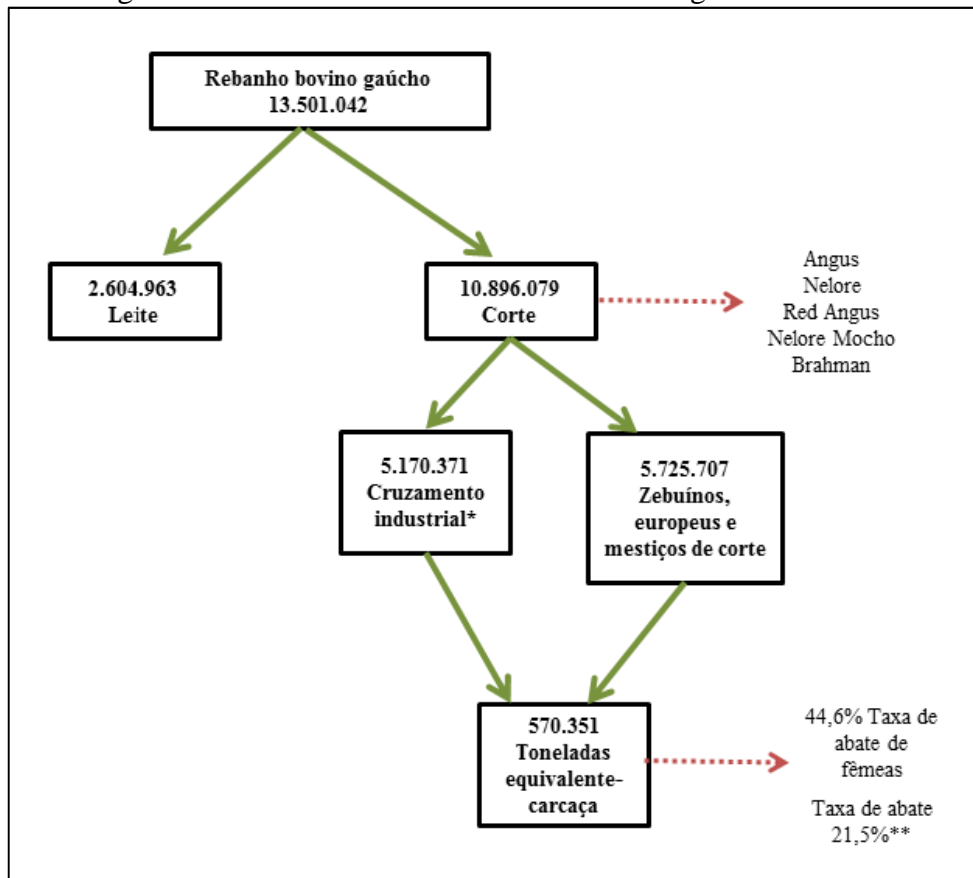 Rebanho bovino gaúcho
13.501.042
2.604.963
Leite
10.896.079
Corte
Angus
Nelore
Red Angus
Nelore Mocho
Brahman
5.170.371
Cruzamento
industrial*
5.725.707
Zebuínos,
europeus e
mestiços de corte
570.351
Toneladas
equivalente-
carcaça
44,6% Taxa de
abate de
fêmeas
Taxa de abate
21,5%**